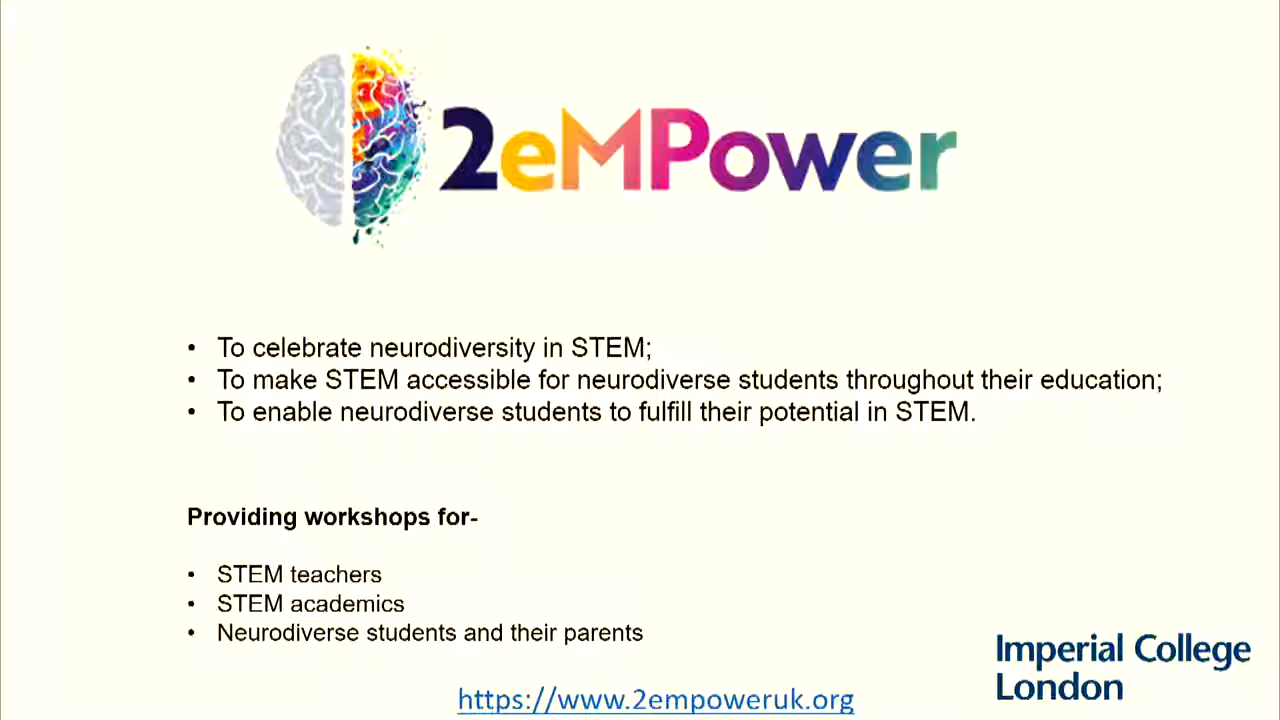 2eMPower
• To celebrate neurodiversity in STEM;
• To make STEM accessible for neurodiverse students throughout their education;
• To enable neurodiverse students to fulfill their potential in STEM.
Providing workshops for-
• STEM teachers
• STEM academics
• Neurodiverse students and their parents
Imperial College
London
https://www.2empoweruk.org